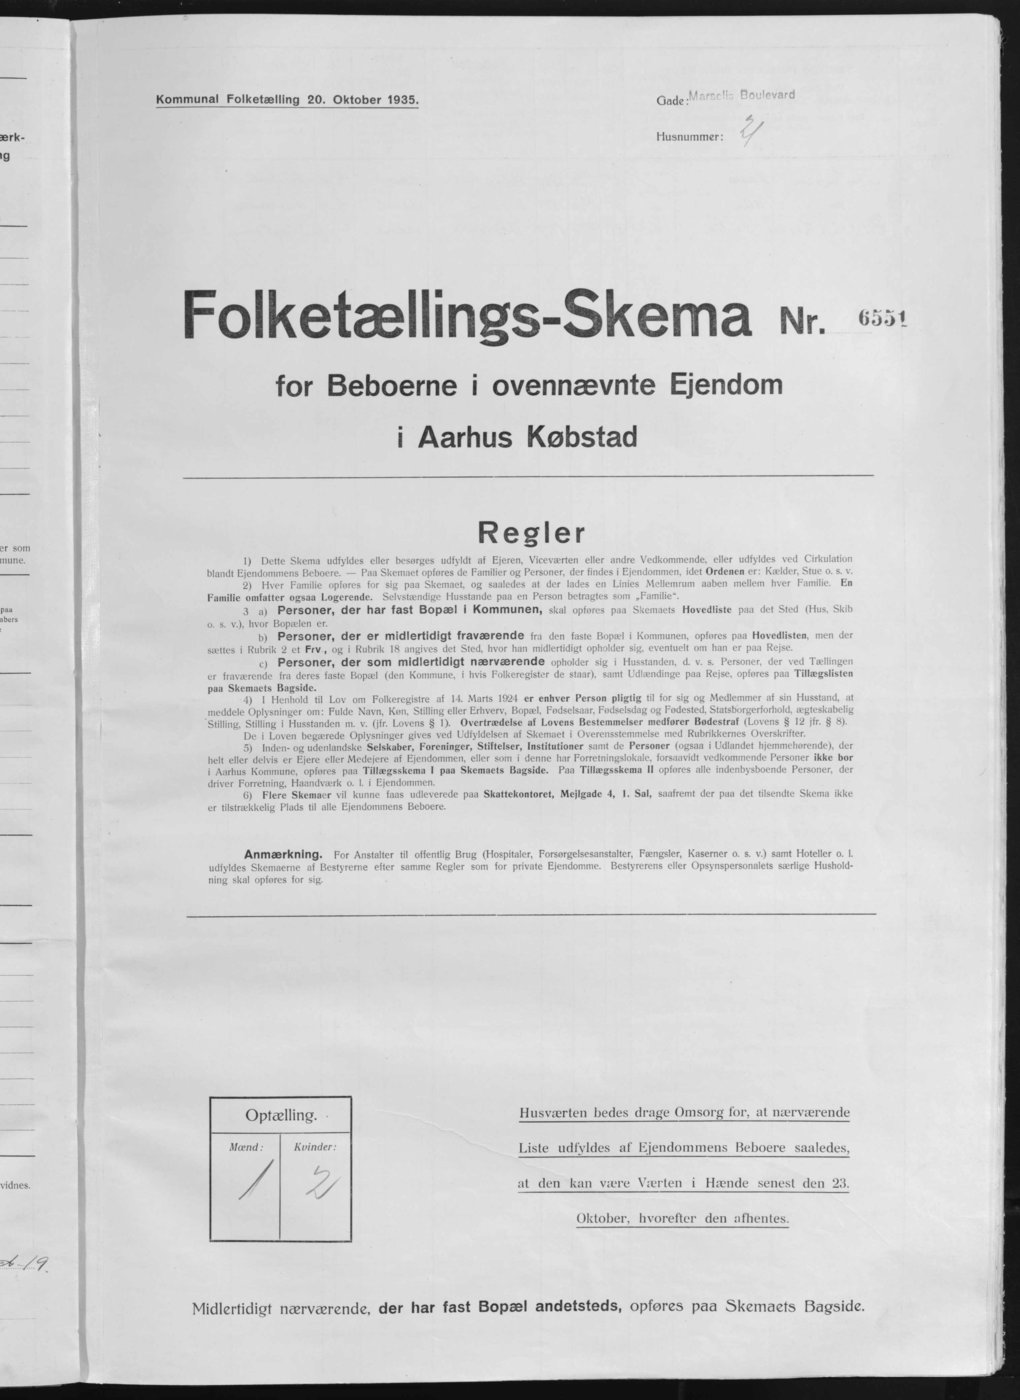 ærk-
ng
er som
mune.
paa
abers
vidnes.
19.
Kommunal Folketælling 20. Oktober 1935.
Gade: Marselis Boulevard
Husnummer: 21
Folketællings-Skema Nr. 6551
for Beboerne i ovennævnte Ejendom
i Aarhus Købstad
Regler
1) Dette Skema udfyldes eller besørges udfyldt af Ejeren, Viceværten eller andre Vedkommende, eller udfyldes ved Cirkulation
blandt Ejendommens Beboere. — Paa Skemaet opføres de Familier og Personer, der findes i Ejendommen, idet Ordenen er: Kælder, Stue o. s. v.
2) Hver Familie opføres for sig paa Skemaet, og saaledes at der lades en Linies Mellemrum aaben mellem hver Familie. En
Familie omfatter ogsaa Logerende. Selvstændige Husstande paa en Person betragtes som „Familie“.
3 a) Personer, der har fast Bopæl i Kommunen, skal opføres paa Skemaets Hovedliste paa det Sted (Hus, Skib
o. s. v.), hvor Bopælen er.
b) Personer, der er midlertidigt fraværende fra den faste Bopæl i Kommunen, opføres paa Hovedlisten, men der
sættes i Rubrik 2 et Frv., og i Rubrik 18 angives det Sted, hvor han midlertidigt opholder sig, eventuelt om han er paa Rejse.
c) Personer, der som midlertidigt nærværende opholder sig i Husstanden, d. v. s. Personer, der ved Tællingen
er fraværende fra deres faste Bopæl (den Kommune, i hvis Folkeregister de staar), samt Udlændinge paa Rejse, opføres paa Tillægslisten
paa Skemaets Bagside.
4) I Henhold til Lov om Folkeregistre af 14. Marts 1924 er enhver Person pligtig til for sig og Medlemmer af sin Husstand, at
meddele Oplysninger om: Fulde Navn, Køn, Stilling eller Erhverv, Bopæl, Fødselsaar, Fødselsdag og Fødested, Statsborgerforhold, ægteskabelig
Stilling, Stilling i Husstanden m. v. (jfr. Lovens § 1). Overtrædelse af Lovens Bestemmelser medfører Bødestraf (Lovens § 12 jfr. § 8).
De i Loven begærede Oplysninger gives ved Udfyldelsen af Skemaet i Overensstemmelse med Rubrikkernes Overskrifter.
5) Inden- og udenlandske Selskaber, Foreninger, Stiftelser, Institutioner samt de Personer (ogsaa i Udlandet hjemmehørende), der
helt eller delvis er Ejere eller Medejere af Ejendommen, eller som i denne har Forretningslokale, forsaavidt vedkommende Personer ikke bor
i Aarhus Kommune, opføres paa Tillægsskema I paa Skemaets Bagside. Paa Tillægsskema II opføres alle indenbysboende Personer, der
driver Forretning, Haandværk o. l. i Ejendommen.
6) Flere Skemaer vil kunne faas udleverede paa Skattekontoret, Mejlgade 4, 1. Sal, saafremt der paa det tilsendte Skema ikke
er tilstrækkelig Plads til alle Ejendommens Beboere.
Anmærkning. For Anstalter til offentlig Brug (Hospitaler, Forsørgelsesanstalter, Fængsler, Kaserner o. s. v.) samt Hoteller o. l.
udfyldes Skemaerne af Bestyrerne efter samme Regler som for private Ejendomme. Bestyrerens eller Opsynspersonalets særlige Hushold-
ning skal opføres for sig.
Optælling.
Mænd: Kvinder:
1 2
Husværten bedes drage Omsorg for, at nærværende
Liste udfyldes af Ejendommens Beboere saaledes,
at den kan være Værten i Hænde senest den 23.
Oktober, hvorefter den afhentes.
Midlertidigt nærværende, der har fast Bopæl andetsteds, opføres paa Skemaets Bagside.